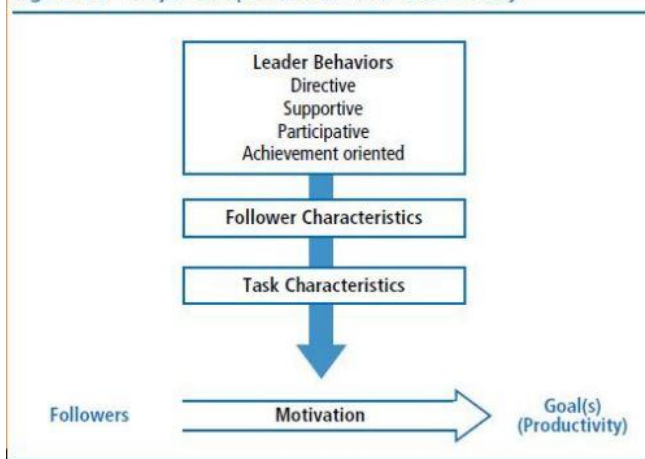 Leader Behaviors
Directive
Supportive
Participative
Achievement oriented
Follower Characteristics
Task Characteristics
Followers
Motivation
Goal(s)
(Productivity)